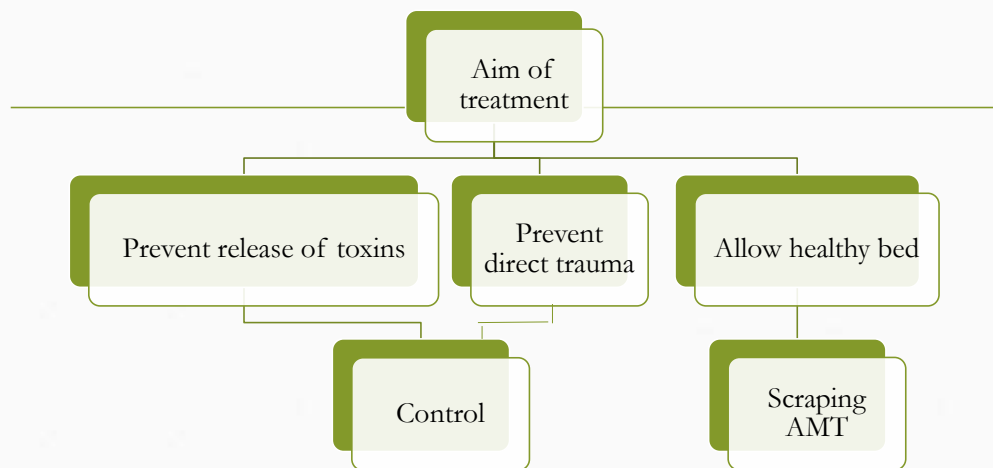 Aim of
treatment
Prevent release of toxins
Prevent
direct trauma
Allow healthy bed
Control
Scraping
AMT